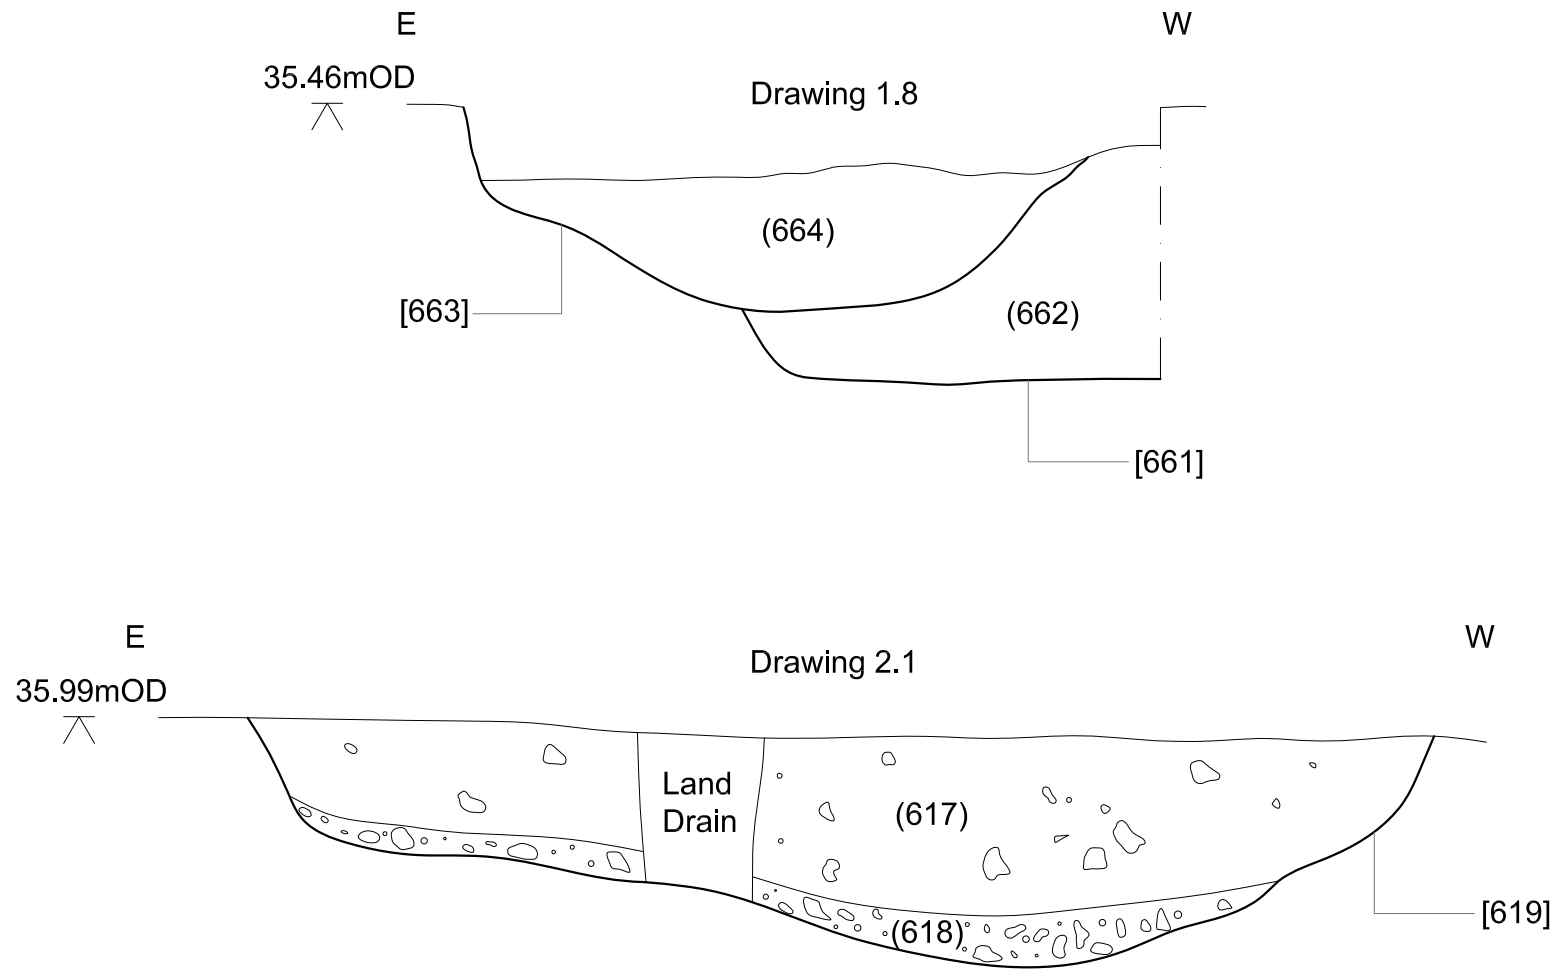 E
W
35.46mOD
Drawing 1.8
(664)
[663]
(662)
[661]
E
W
Drawing 2.1
35.99mOD
Land
Drain
(617)
[619]
(618)